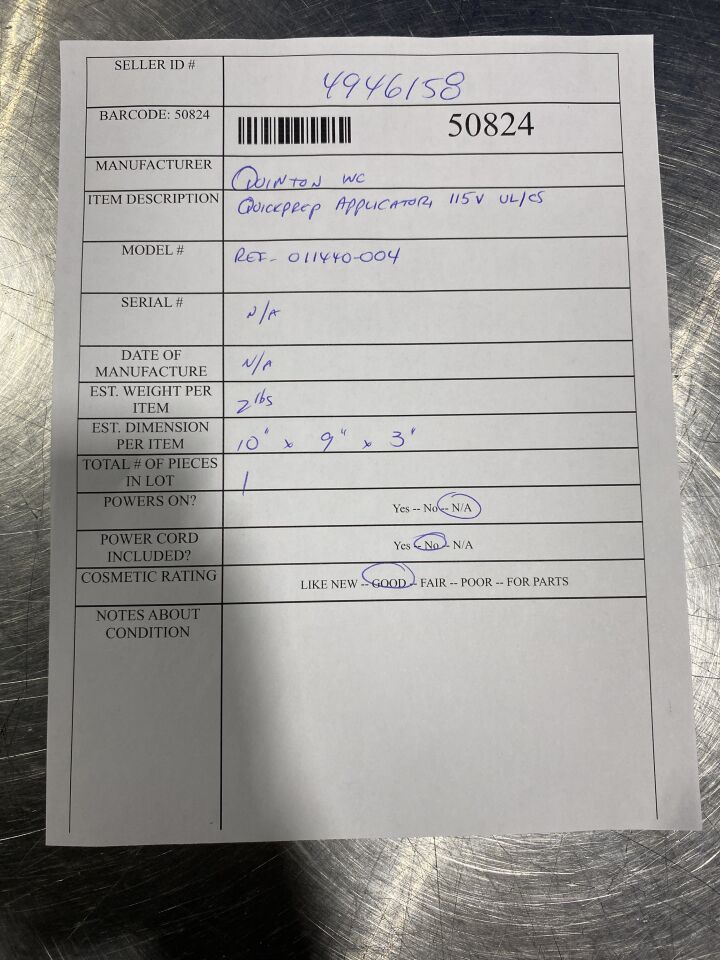 SELLER ID #
4946158
BARCODE: 50824
50824
MANUFACTURER
QUINTON WC
ITEM DESCRIPTION
QUICKPREP APPLICATOR, 115V UL/CS
MODEL #
REF- 011440-004
SERIAL #
N/A
DATE OF
MANUFACTURE
N/A
EST. WEIGHT PER
ITEM
2 lbs
EST. DIMENSION
PER ITEM
10" x 9" x 3"
TOTAL # OF PIECES
IN LOT
1
POWERS ON?
Yes -- No -- N/A
POWER CORD
INCLUDED?
Yes -- No -- N/A
COSMETIC RATING
LIKE NEW -- GOOD -- FAIR -- POOR -- FOR PARTS
NOTES ABOUT
CONDITION